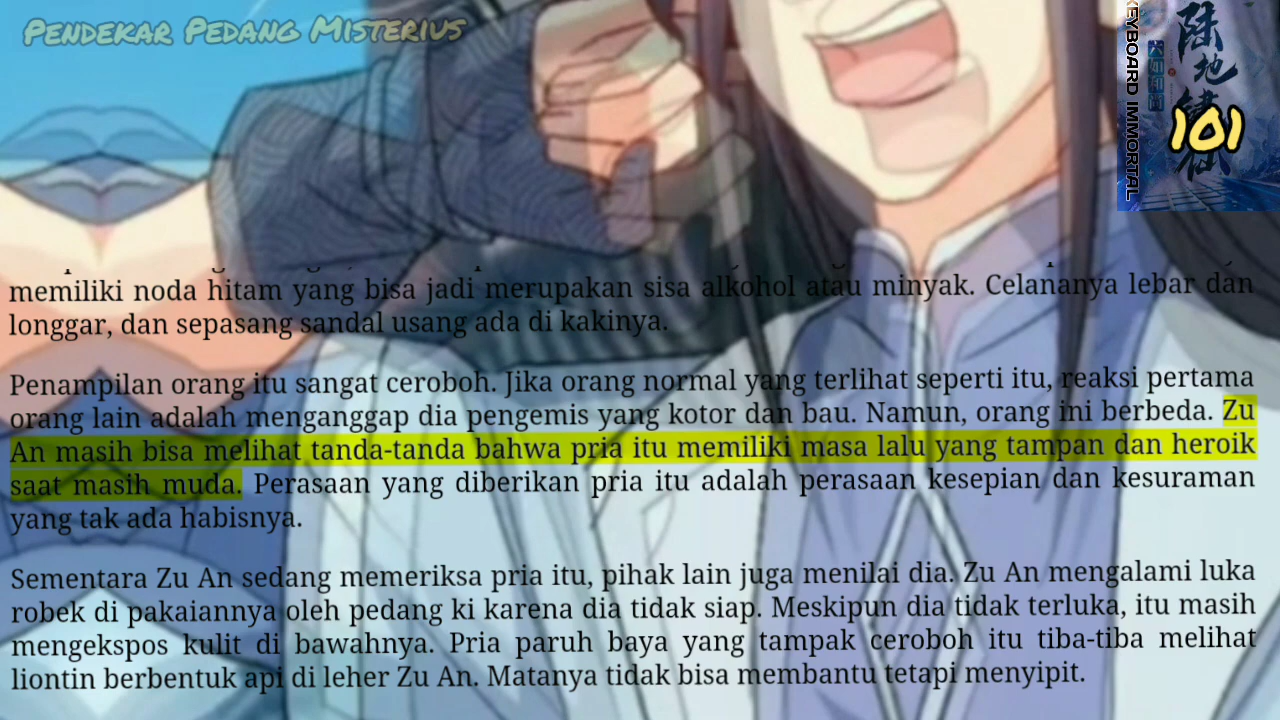 Pendekar Pedang Misterius
KEYBOARD IMMORTAL
陆地键仙
101
memiliki noda hitam yang bisa jadi merupakan sisa alkohol atau minyak. Celananya lebar dan
longgar, dan sepasang sandal usang ada di kakinya.
Penampilan orang itu sangat ceroboh. Jika orang normal yang terlihat seperti itu, reaksi pertama
orang lain adalah menganggap dia pengemis yang kotor dan bau. Namun, orang ini berbeda. Zu
An masih bisa melihat tanda-tanda bahwa pria itu memiliki masa lalu yang tampan dan heroik
saat masih muda. Perasaan yang diberikan pria itu adalah perasaan kesepian dan kesuraman
yang tak ada habisnya.
Sementara Zu An sedang memeriksa pria itu, pihak lain juga menilai dia. Zu An mengalami luka
robek di pakaiannya oleh pedang ki karena dia tidak siap. Meskipun dia tidak terluka, itu masih
mengekspos kulit di bawahnya. Pria paruh baya yang tampak ceroboh itu tiba-tiba melihat
liontin berbentuk api di leher Zu An. Matanya tidak bisa membantu tetapi menyipit.